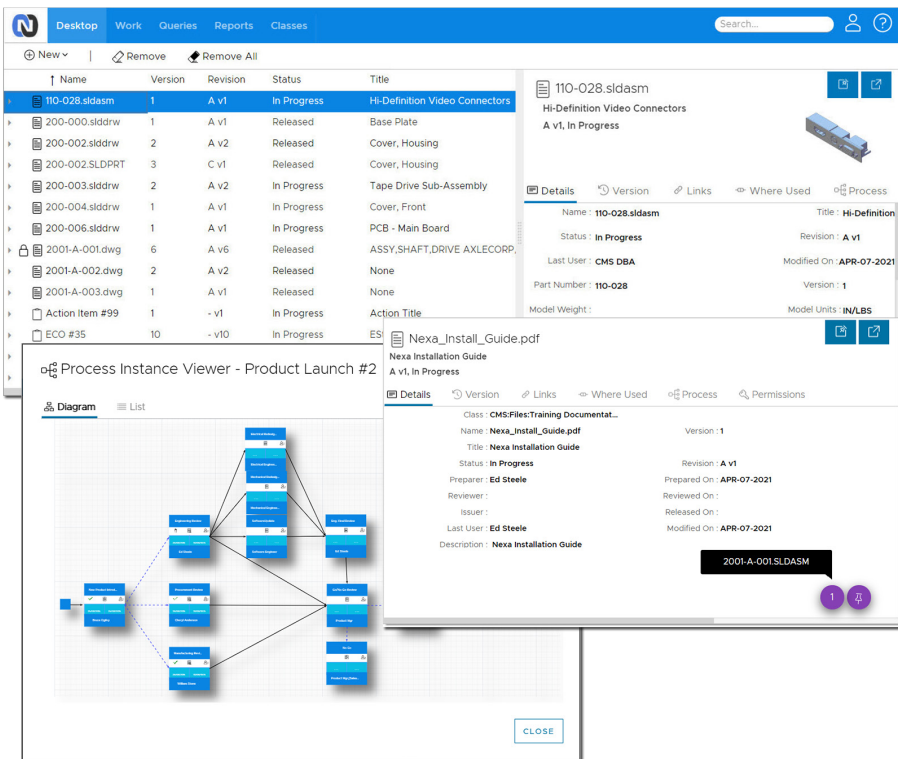 N Desktop Work Queries Reports Classes Search... ?
New | Remove Remove All
↑ Name Version Revision Status Title
110-028.sldasm 1 A v1 In Progress Hi-Definition Video Connectors
200-000.slddrw 1 A v1 Released Base Plate
200-002.slddrw 2 A v2 Released Cover, Housing
200-002.SLDPRT 3 C v1 Released Cover, Housing
200-003.slddrw 2 A v2 In Progress Tape Drive Sub-Assembly
200-004.slddrw 1 A v1 In Progress Cover, Front
200-006.slddrw 1 A v1 In Progress PCB - Main Board
2001-A-001.dwg 6 A v6 Released ASSY,SHAFT,DRIVE AXLECORP,
2001-A-002.dwg 2 A v2 Released None
2001-A-003.dwg 1 A v1 Released None
Action Item #99 1 - v1 In Progress Action Title
ECO #35 10 - v10 In Progress
110-028.sldasm
Hi-Definition Video Connectors
A v1, In Progress
Details Version Links Where Used Process
Name : 110-028.sldasm Title : Hi-Definition
Status : In Progress Revision : A v1
Last User : CMS DBA Modified On : APR-07-2021
Part Number : 110-028 Version : 1
Model Weight : Model Units : IN/LBS
Process Instance Viewer - Product Launch #2
Diagram List
Ed Steele
Software Engineer
Ed Steele
CLOSE
Nexa_Install_Guide.pdf
Nexa Installation Guide
A v1, In Progress
Details Version Links Where Used Process Permissions
Class : CMS:Files:Training Documentat...
Name : Nexa_Install_Guide.pdf Version : 1
Title : Nexa Installation Guide
Status : In Progress Revision : A v1
Preparer : Ed Steele Prepared On : APR-07-2021
Reviewer : Reviewed On :
Issuer : Released On :
Last User : Ed Steele Modified On : APR-07-2021
Description : Nexa Installation Guide
2001-A-001.SLDASM
1